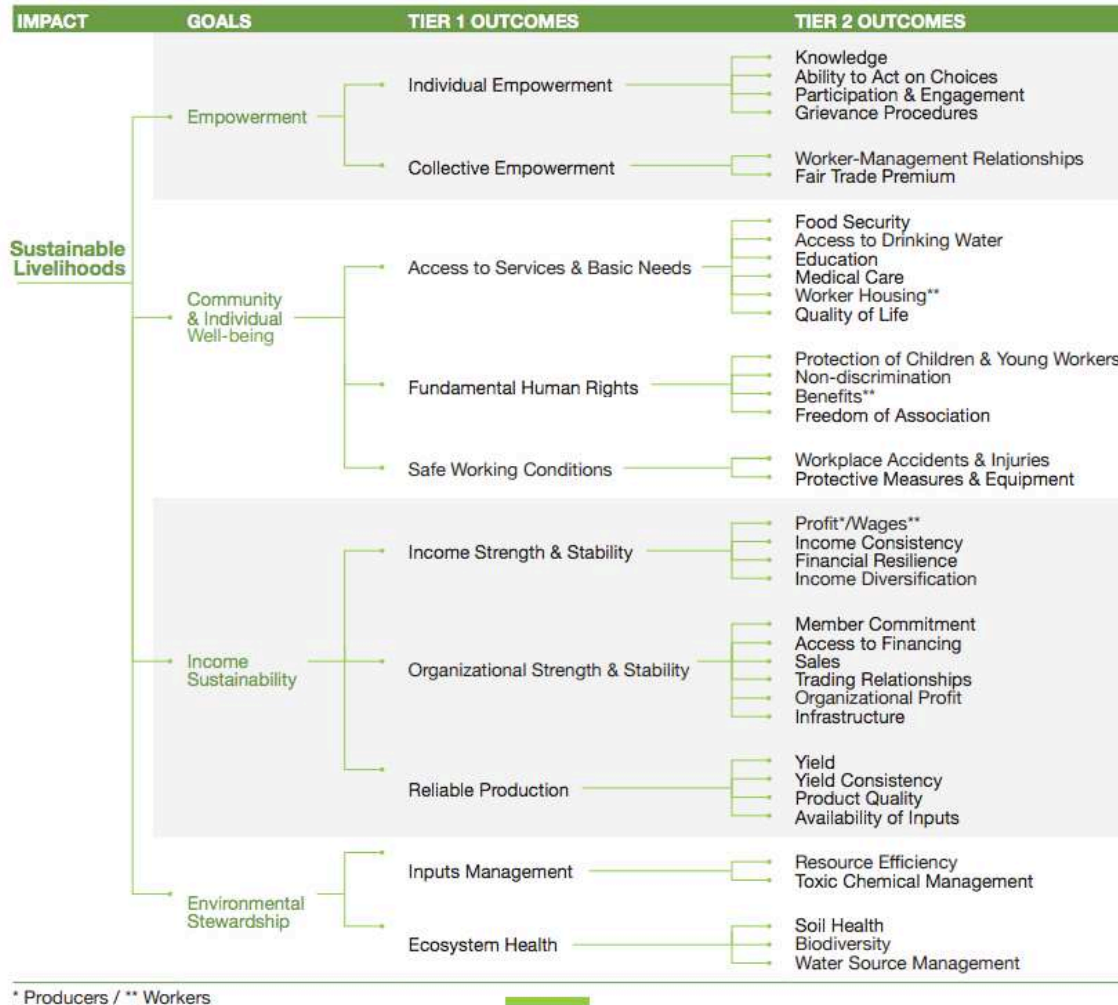 IMPACT GOALS TIER 1 OUTCOMES TIER 2 OUTCOMES
Sustainable
Livelihoods
Empowerment
Individual Empowerment
Knowledge
Ability to Act on Choices
Participation & Engagement
Grievance Procedures
Collective Empowerment
Worker-Management Relationships
Fair Trade Premium
Community
& Individual
Well-being
Access to Services & Basic Needs
Food Security
Access to Drinking Water
Education
Medical Care
Worker Housing**
Quality of Life
Fundamental Human Rights
Protection of Children & Young Workers
Non-discrimination
Benefits**
Freedom of Association
Safe Working Conditions
Workplace Accidents & Injuries
Protective Measures & Equipment
Income
Sustainability
Income Strength & Stability
Profit*/Wages**
Income Consistency
Financial Resilience
Income Diversification
Organizational Strength & Stability
Member Commitment
Access to Financing
Sales
Trading Relationships
Organizational Profit
Infrastructure
Reliable Production
Yield
Yield Consistency
Product Quality
Availability of Inputs
Environmental
Stewardship
Inputs Management
Resource Efficiency
Toxic Chemical Management
Ecosystem Health
Soil Health
Biodiversity
Water Source Management
* Producers / ** Workers